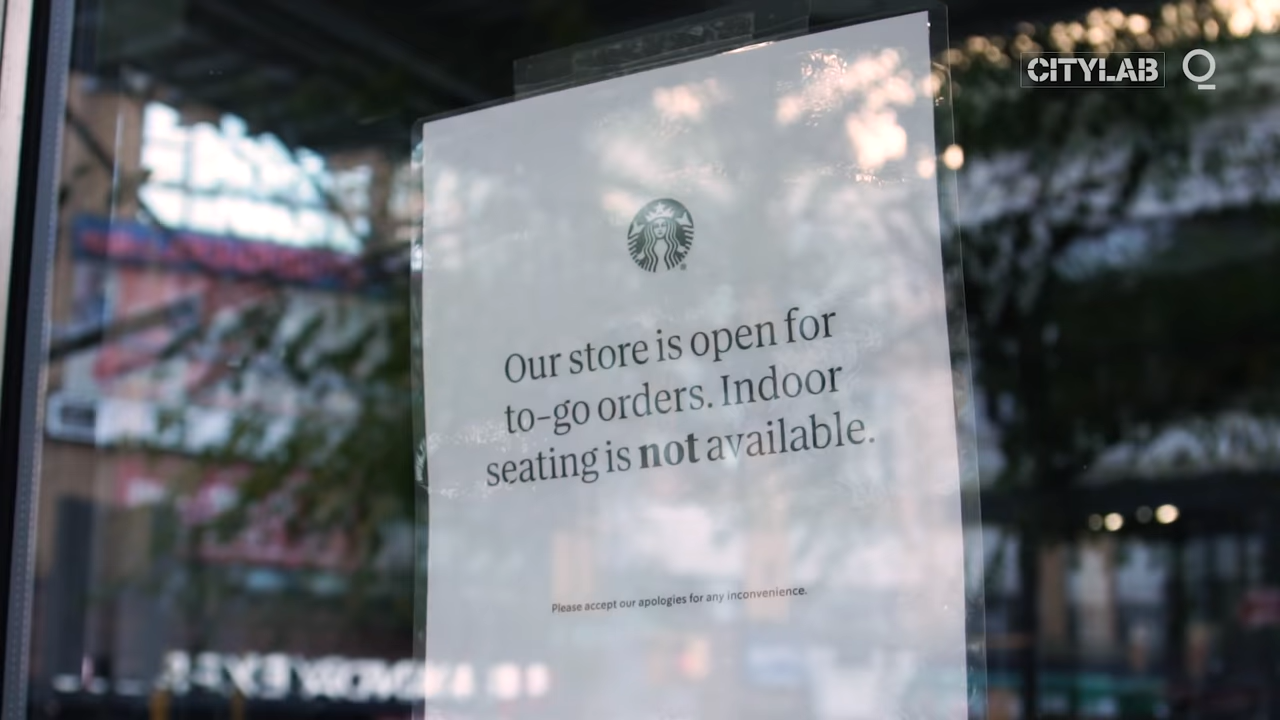 CITYLAB
Our store is open for
to-go orders. Indoor
seating is not available.
Please accept our apologies for any inconvenience.